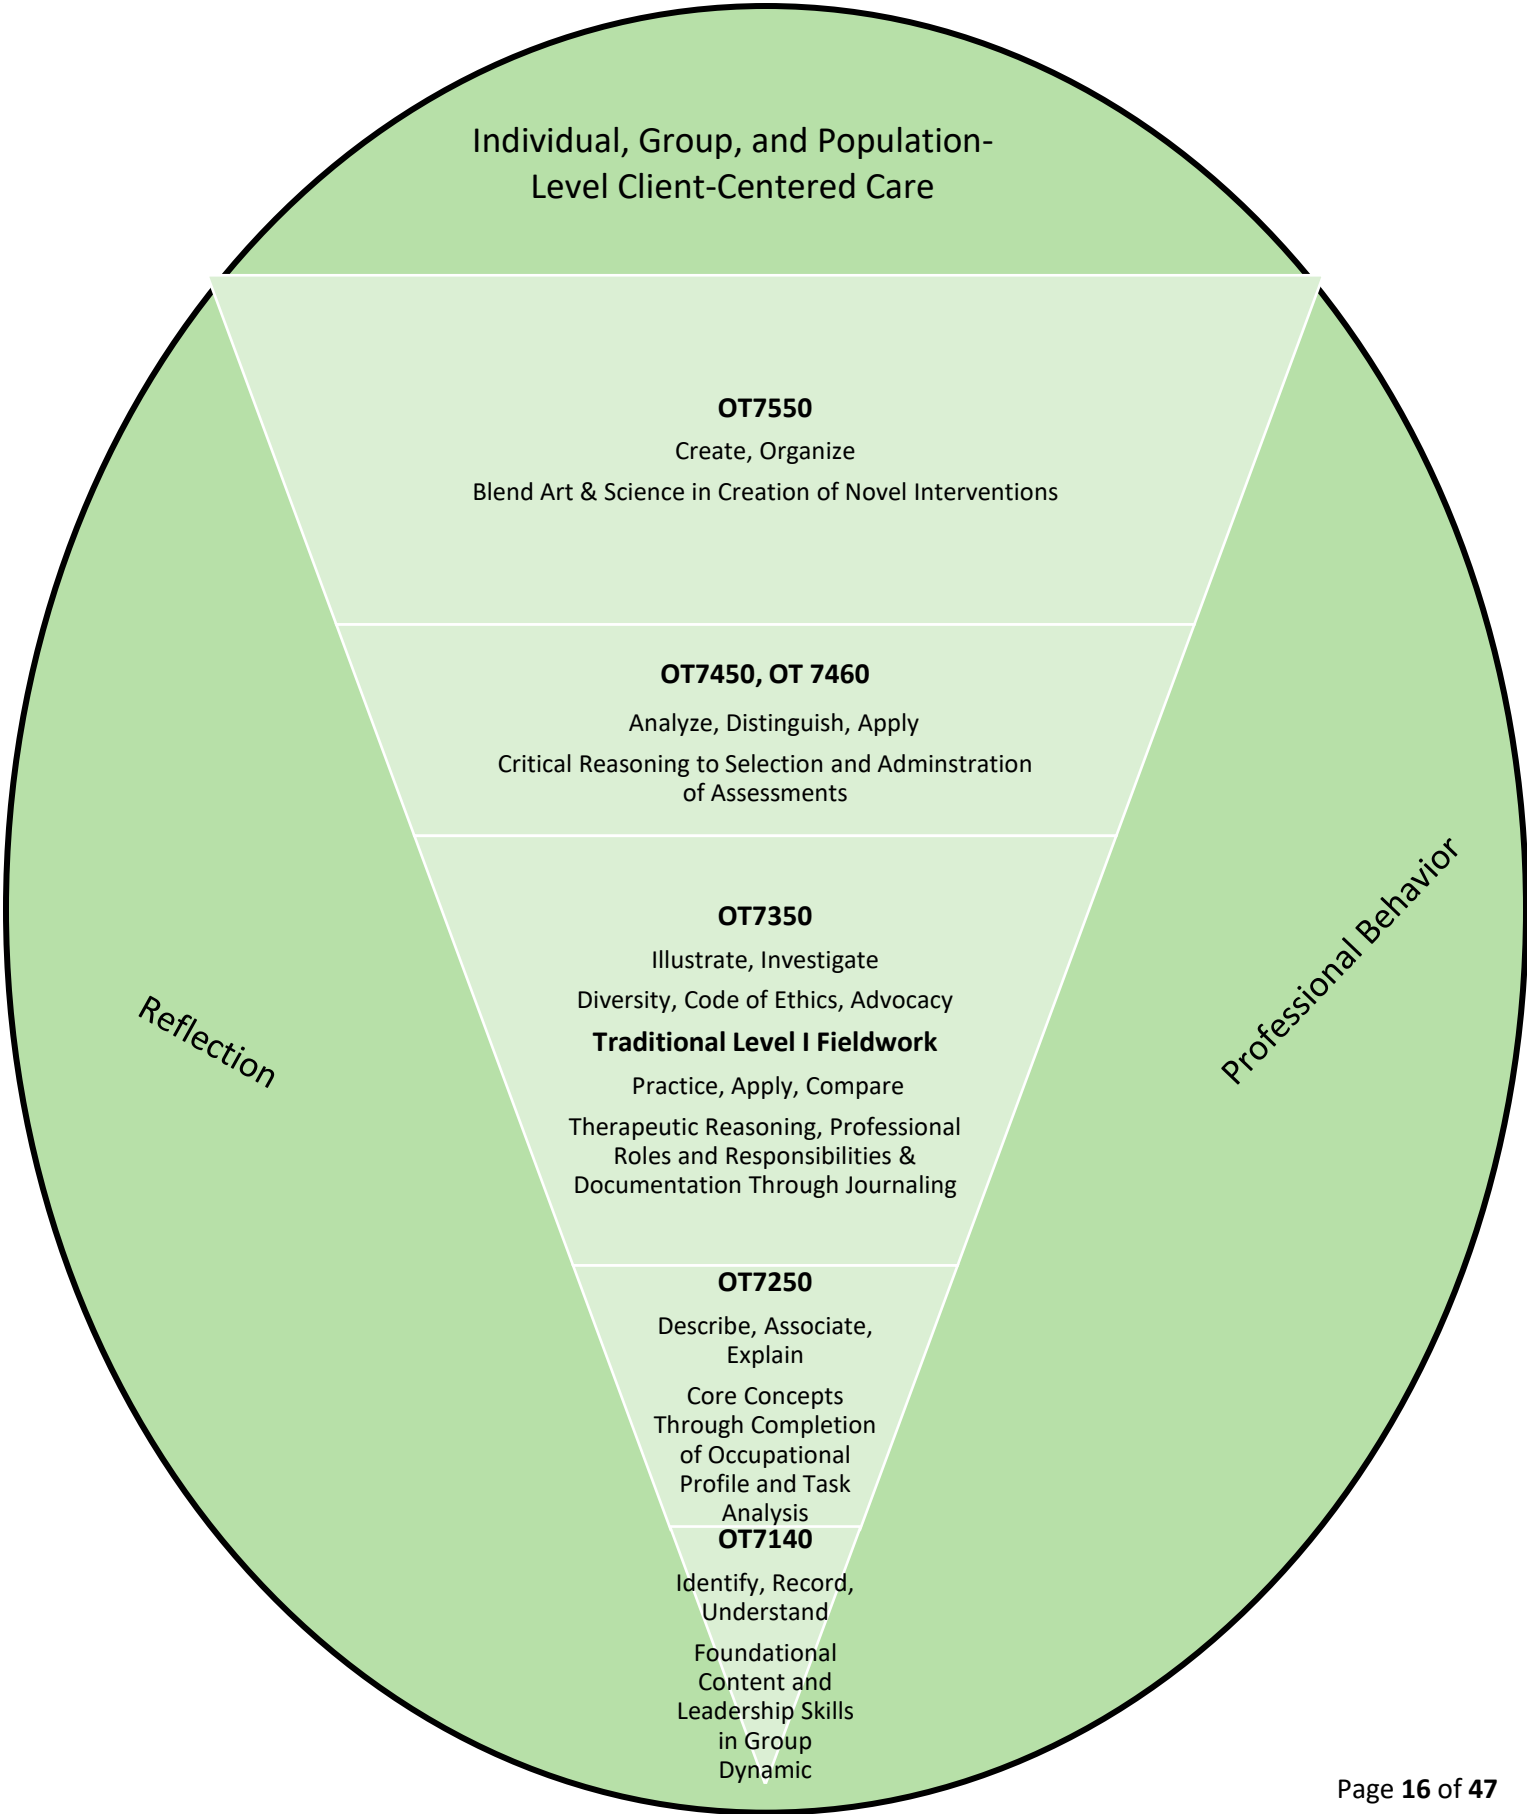 Individual, Group, and Population-
Level Client-Centered Care
OT7550
Create, Organize
Blend Art & Science in Creation of Novel Interventions
OT7450, OT 7460
Analyze, Distinguish, Apply
Critical Reasoning to Selection and Adminstration
of Assessments
OT7350
Illustrate, Investigate
Diversity, Code of Ethics, Advocacy
Traditional Level I Fieldwork
Practice, Apply, Compare
Therapeutic Reasoning, Professional
Roles and Responsibilities &
Documentation Through Journaling
Reflection
Professional Behavior
OT7250
Describe, Associate,
Explain
Core Concepts
Through Completion
of Occupational
Profile and Task
Analysis
OT7140
Identify, Record,
Understand
Foundational
Content and
Leadership Skills
in Group
Dynamic
Page 16 of 47